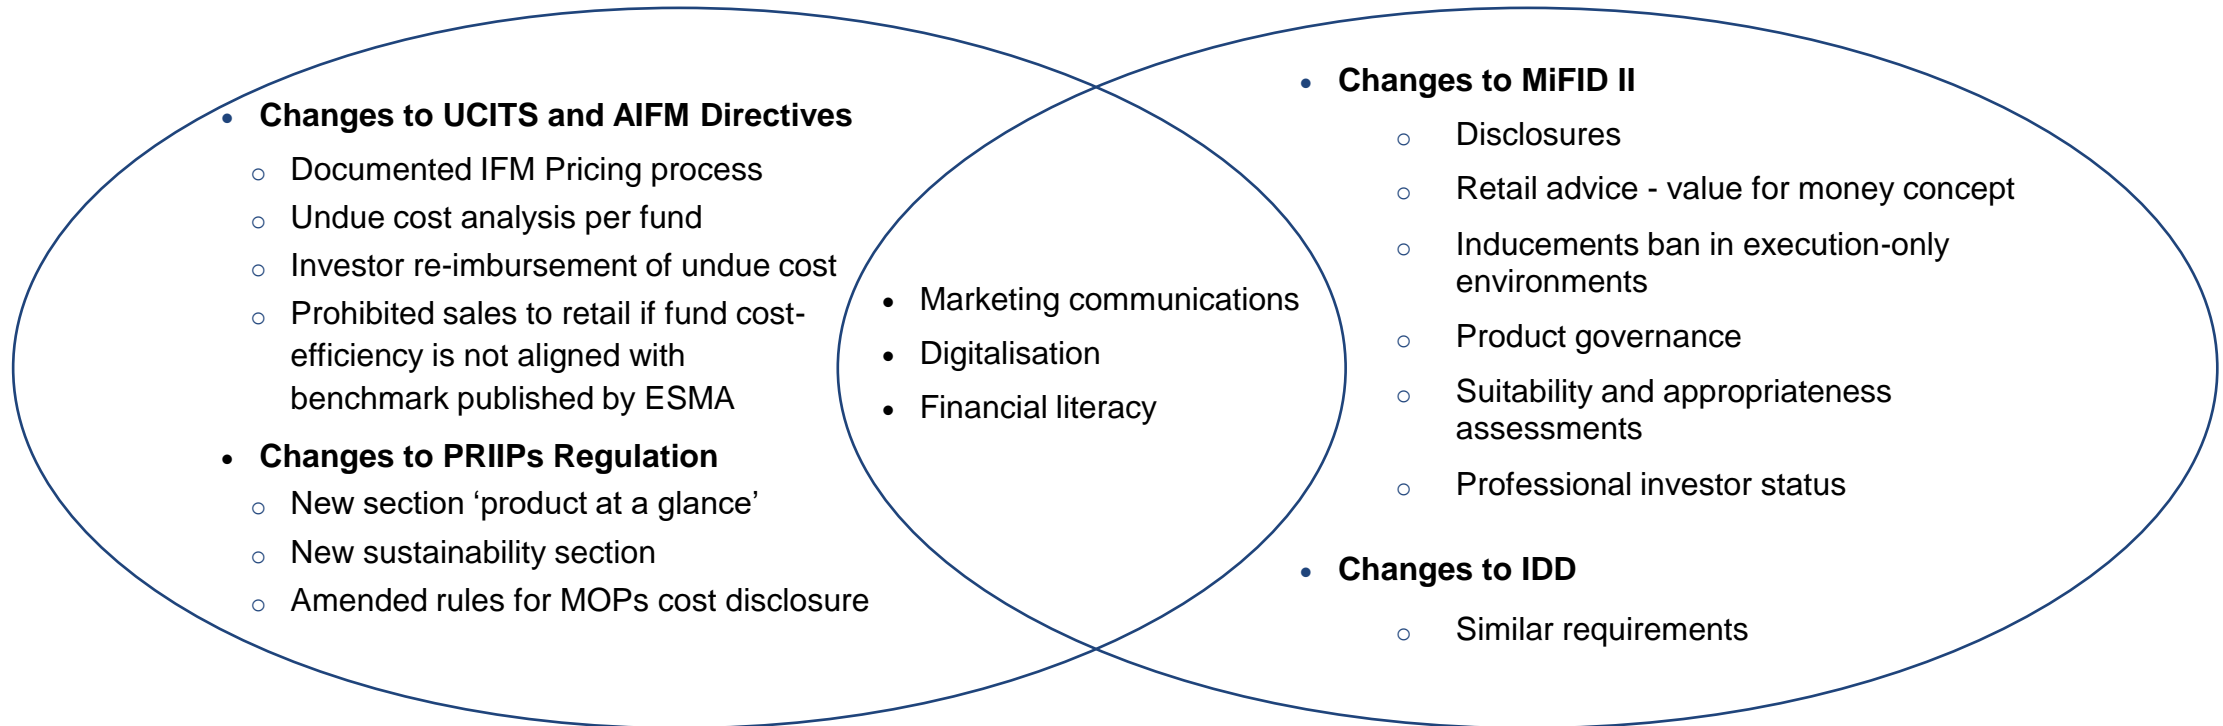 Changes to UCITS and AIFM Directives
Documented IFM Pricing process
Undue cost analysis per fund
Investor re-imbursement of undue cost
Prohibited sales to retail if fund cost-
efficiency is not aligned with
benchmark published by ESMA
Changes to PRIIPs Regulation
New section ‘product at a glance’
New sustainability section
Amended rules for MOPs cost disclosure
Marketing communications
Digitalisation
Financial literacy
Changes to MiFID II
Disclosures
Retail advice - value for money concept
Inducements ban in execution-only
environments
Product governance
Suitability and appropriateness
assessments
Professional investor status
Changes to IDD
Similar requirements